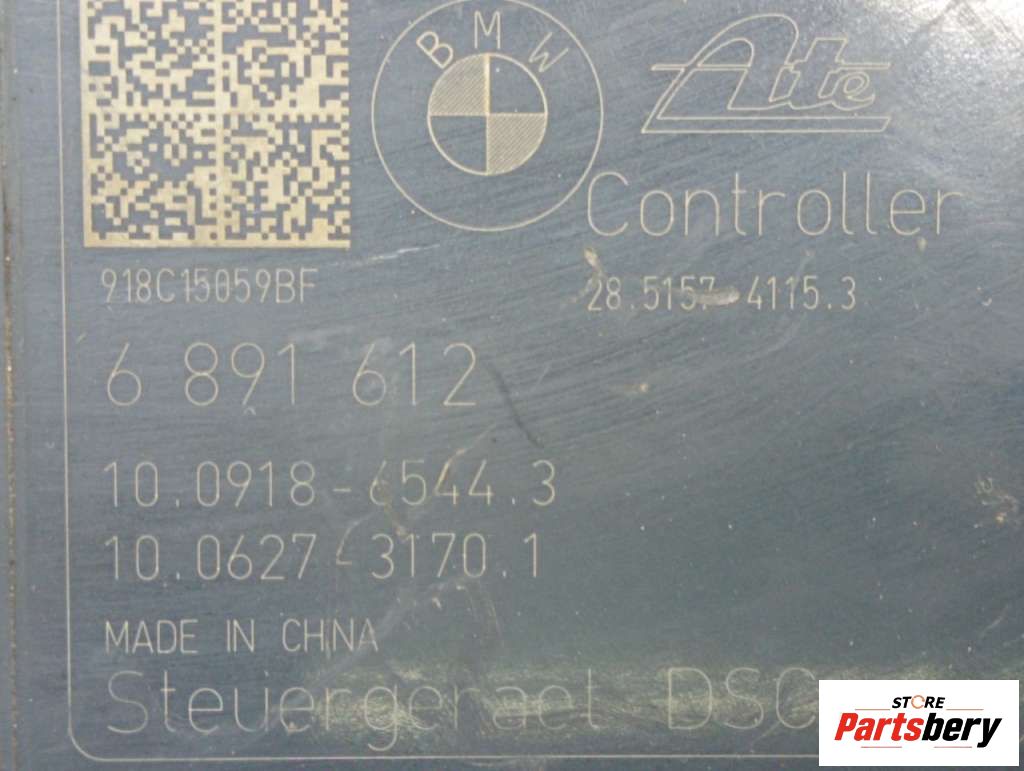 BMW
Ate
Controller
918C15059BF
28.5157-4115.3
6 891 612
10.0918-6544.3
10.0627-3170.1
MADE IN CHINA
Steuergeraet DSC
STORE
Partsbery